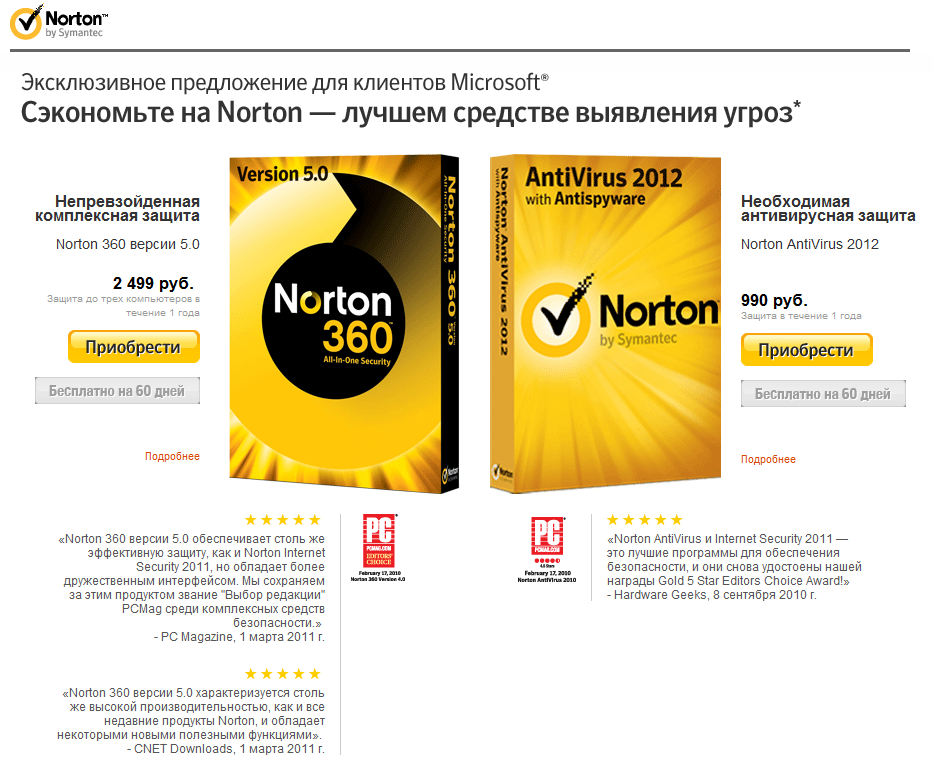 Norton™
by Symantec
Эксклюзивное предложение для клиентов Microsoft®
Сэкономьте на Norton — лучшем средстве выявления угроз*
Непревзойденная
комплексная защита
Norton 360 версии 5.0
2 499 руб.
Защита до трех компьютеров в
течение 1 года
Приобрести
Бесплатно на 60 дней
Подробнее
Version 5.0
Norton
360™
All-In-One Security
Norton 360 Version 5.0
All-In-One Security
Norton
AntiVirus 2012
with Antispyware
Norton
by Symantec
Norton AntiVirus 2012
with Antispyware
Norton
Необходимая
антивирусная защита
Norton AntiVirus 2012
990 руб.
Защита в течение 1 года
Приобрести
Бесплатно на 60 дней
Подробнее
«Norton 360 версии 5.0 обеспечивает столь же
эффективную защиту, как и Norton Internet
Security 2011, но обладает более
дружественным интерфейсом. Мы сохраняем
за этим продуктом звание "Выбор редакции"
PCMag среди комплексных средств
безопасности.»
- PC Magazine, 1 марта 2011 г.
PC
PCMAG.COM
EDITORS'
CHOICE
February 17, 2010
Norton 360 Version 4.0
«Norton 360 версии 5.0 характеризуется столь
же высокой производительностью, как и все
недавние продукты Norton, и обладает
некоторыми новыми полезными функциями».
- CNET Downloads, 1 марта 2011 г.
PC
PCMAG.COM
4.5 Stars
February 17, 2010
Norton AntiVirus 2010
«Norton AntiVirus и Internet Security 2011 —
это лучшие программы для обеспечения
безопасности, и они снова удостоены нашей
награды Gold 5 Star Editors Choice Award!»
- Hardware Geeks, 8 сентября 2010 г.